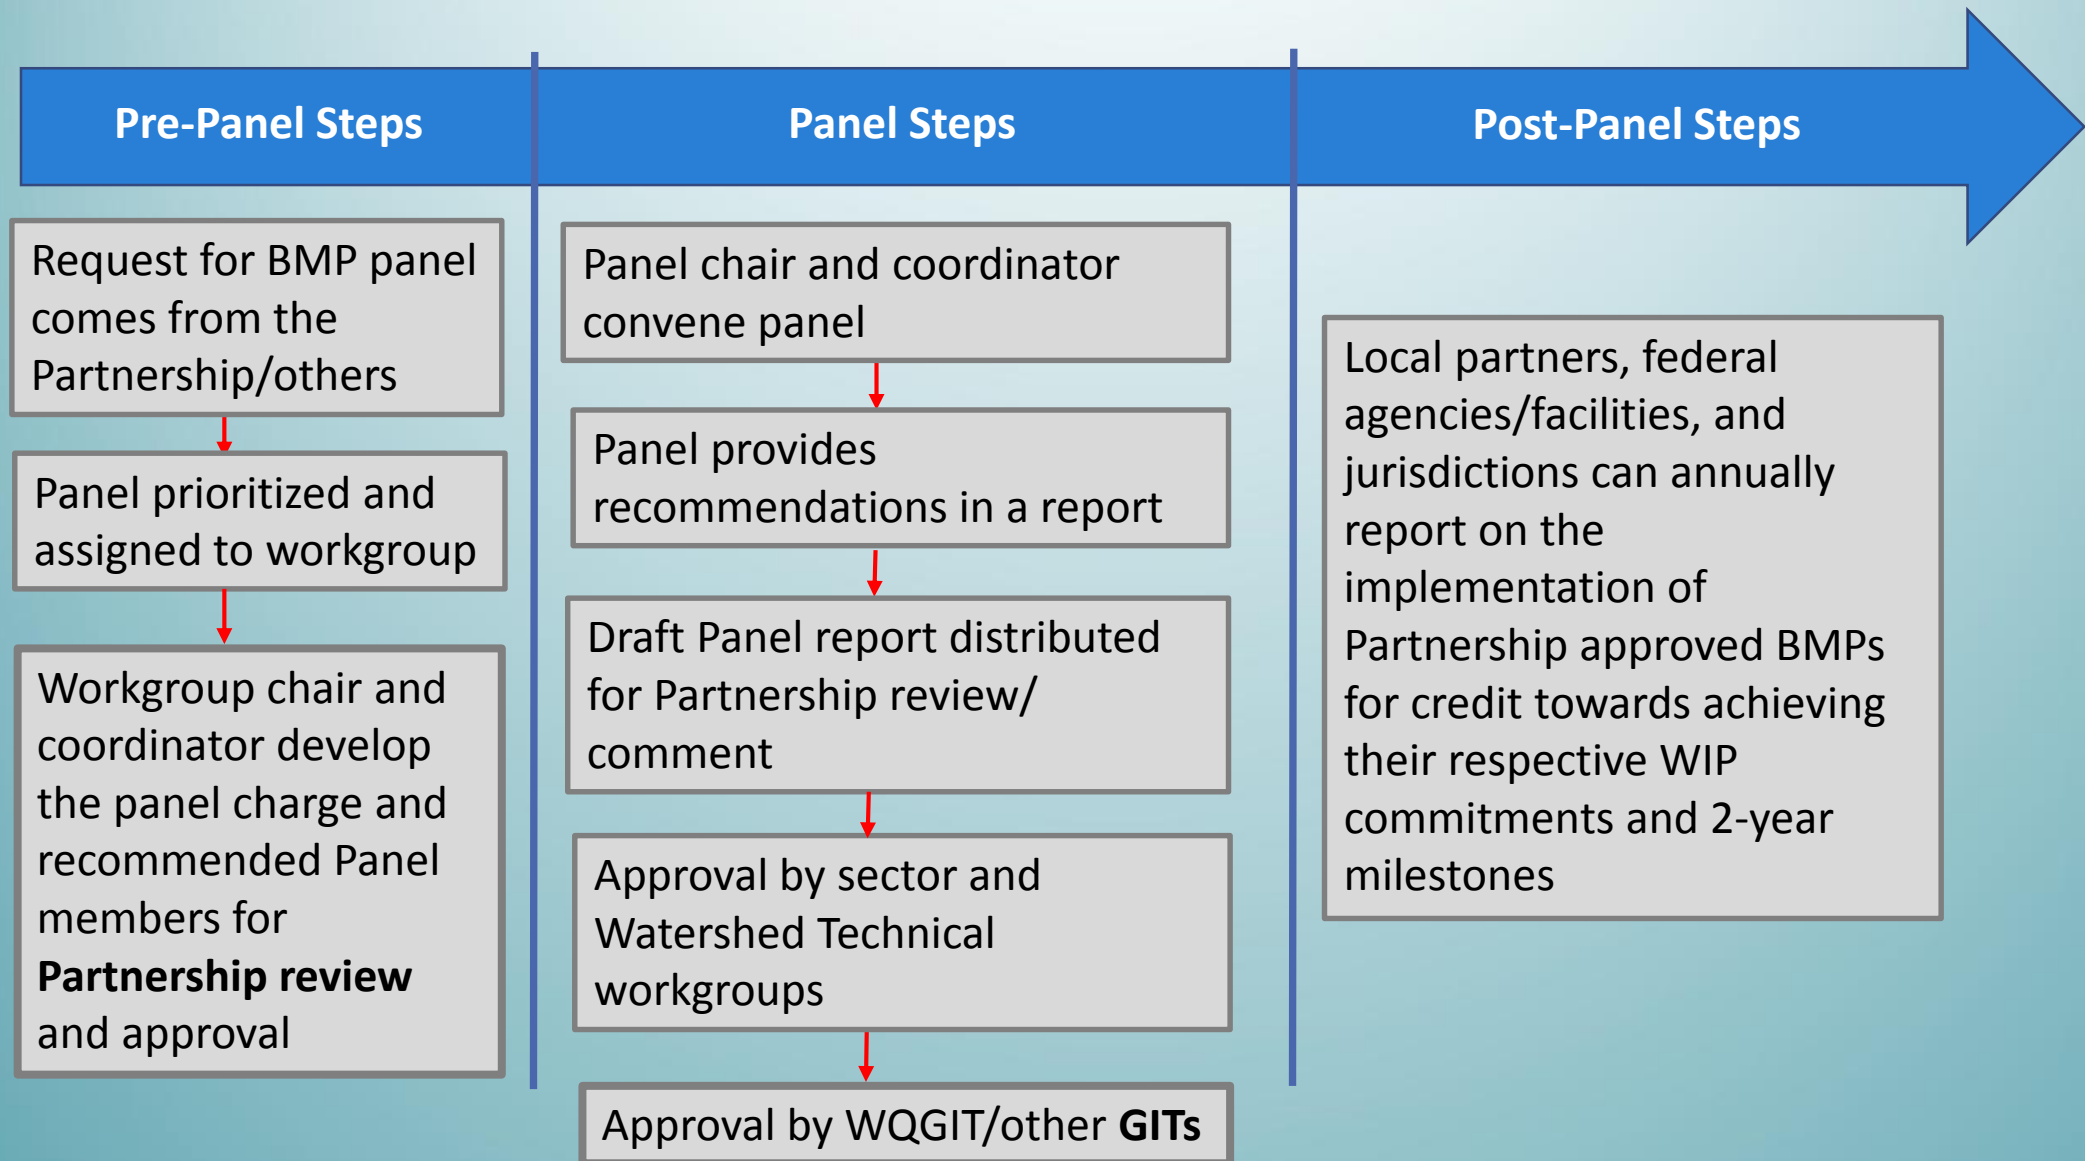 Pre-Panel Steps
Panel Steps
Post-Panel Steps
Request for BMP panel
comes from the
Partnership/others
Panel prioritized and
assigned to workgroup
Workgroup chair and
coordinator develop
the panel charge and
recommended Panel
members for
Partnership review
and approval
Panel chair and coordinator
convene panel
Panel provides
recommendations in a report
Draft Panel report distributed
for Partnership review/
comment
Approval by sector and
Watershed Technical
workgroups
Approval by WQGIT/other GITs
Local partners, federal
agencies/facilities, and
jurisdictions can annually
report on the
implementation of
Partnership approved BMPs
for credit towards achieving
their respective WIP
commitments and 2-year
milestones